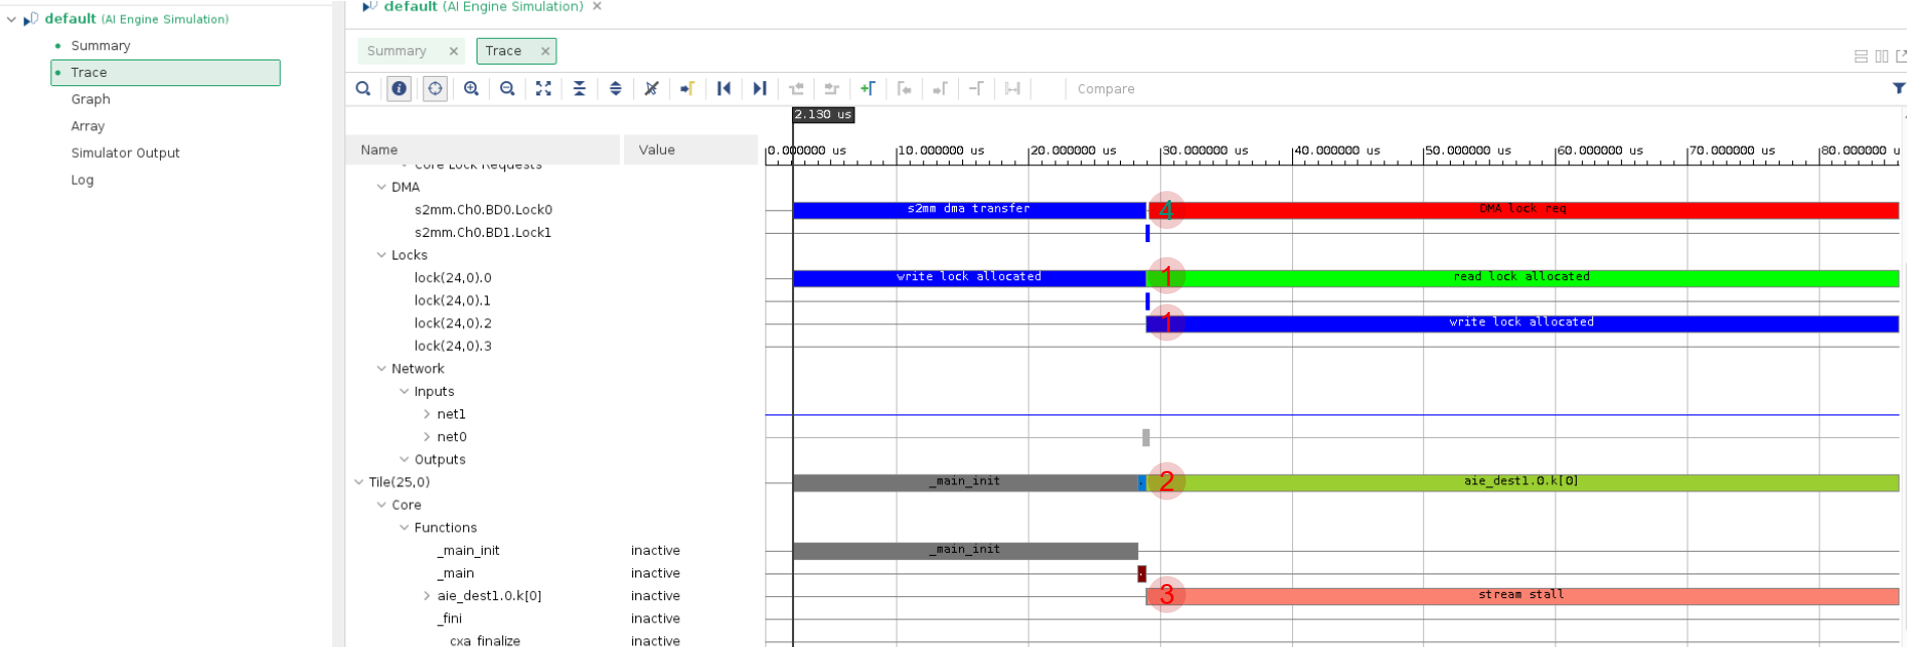 default (AI Engine Simulation)
Summary
Trace
Graph
Array
Simulator Output
Log
default (AI Engine Simulation)
Summary
Trace
Compare
2.130 us
Name Value
0.000000 us 10.000000 us 20.000000 us 30.000000 us 40.000000 us 50.000000 us 60.000000 us 70.000000 us 80.000000 u
Core Lock Requests
DMA
s2mm.Ch0.BD0.Lock0 s2mm dma transfer 4 DMA lock req
s2mm.Ch0.BD1.Lock1
Locks
lock(24,0).0 write lock allocated 1 read lock allocated
lock(24,0).1
lock(24,0).2 1 write lock allocated
lock(24,0).3
Network
Inputs
net1
net0
Outputs
Tile(25,0) _main_init 2 aie_dest1.0.k[0]
Core
Functions
_main_init inactive _main_init
_main inactive
aie_dest1.0.k[0] inactive 3 stream stall
_fini inactive
cxa finalize inactive